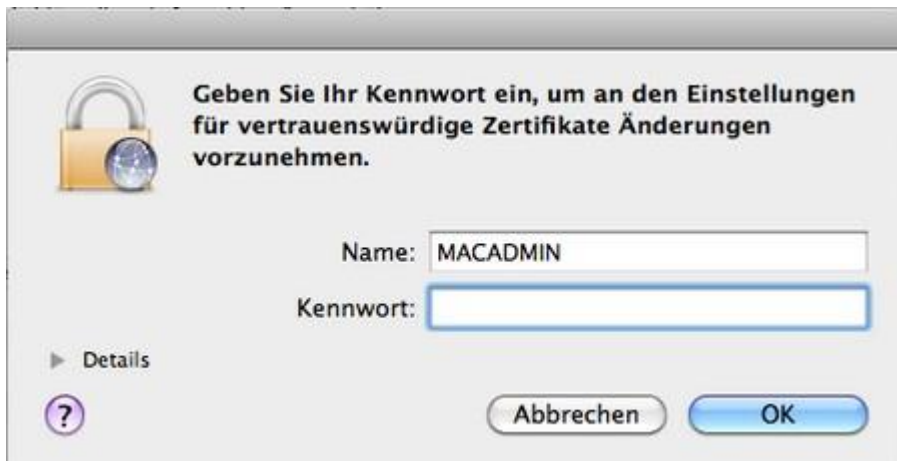 Geben Sie Ihr Kennwort ein, um an den Einstellungen
für vertrauenswürdige Zertifikate Änderungen
vorzunehmen.
Name: MACADMIN
Kennwort:
Details
?
Abbrechen
OK